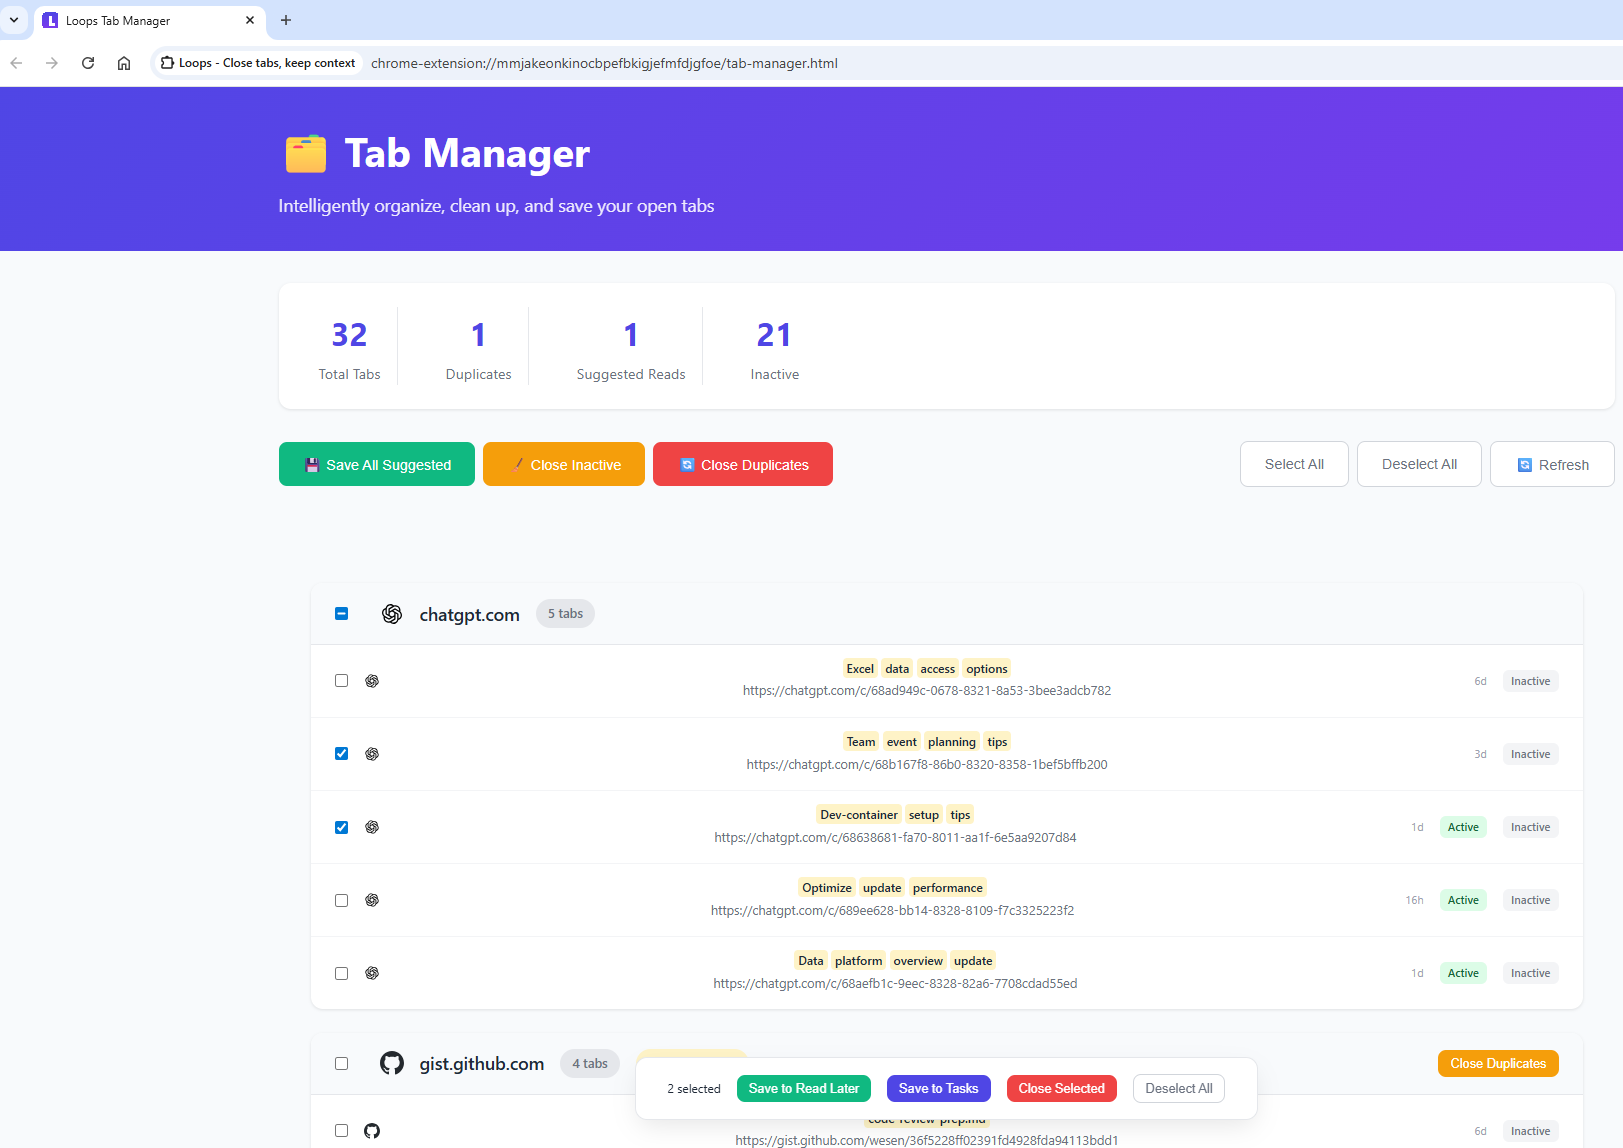 Loops Tab Manager
Loops - Close tabs, keep context
chrome-extension://mmjakeonkinocbpefbkigjefmfdjgfoe/tab-manager.html
Tab Manager
Intelligently organize, clean up, and save your open tabs
32 1 1 21
Total Tabs Duplicates Suggested Reads Inactive
Save All Suggested Close Inactive Close Duplicates Select All Deselect All Refresh
chatgpt.com 5 tabs
Excel data access options
https://chatgpt.com/c/68ad949c-0678-8321-8a53-3bee3adcb782
6d Inactive
Team event planning tips
https://chatgpt.com/c/68b167f8-86b0-8320-8358-1bef5bffb200
3d Inactive
Dev-container setup tips
https://chatgpt.com/c/68638681-fa70-8011-aa1f-6e5aa9207d84
1d Active Inactive
Optimize update performance
https://chatgpt.com/c/689ee628-bb14-8328-8109-f7c3325223f2
16h Active Inactive
Data platform overview update
https://chatgpt.com/c/68aefb1c-9eec-8328-82a6-7708cdad55ed
1d Active Inactive
gist.github.com 4 tabs
Close Duplicates
2 selected Save to Read Later Save to Tasks Close Selected Deselect All
code-review-prep.md
https://gist.github.com/wesen/36f5228ff02391fd4928fda94113bdd1
6d Inactive